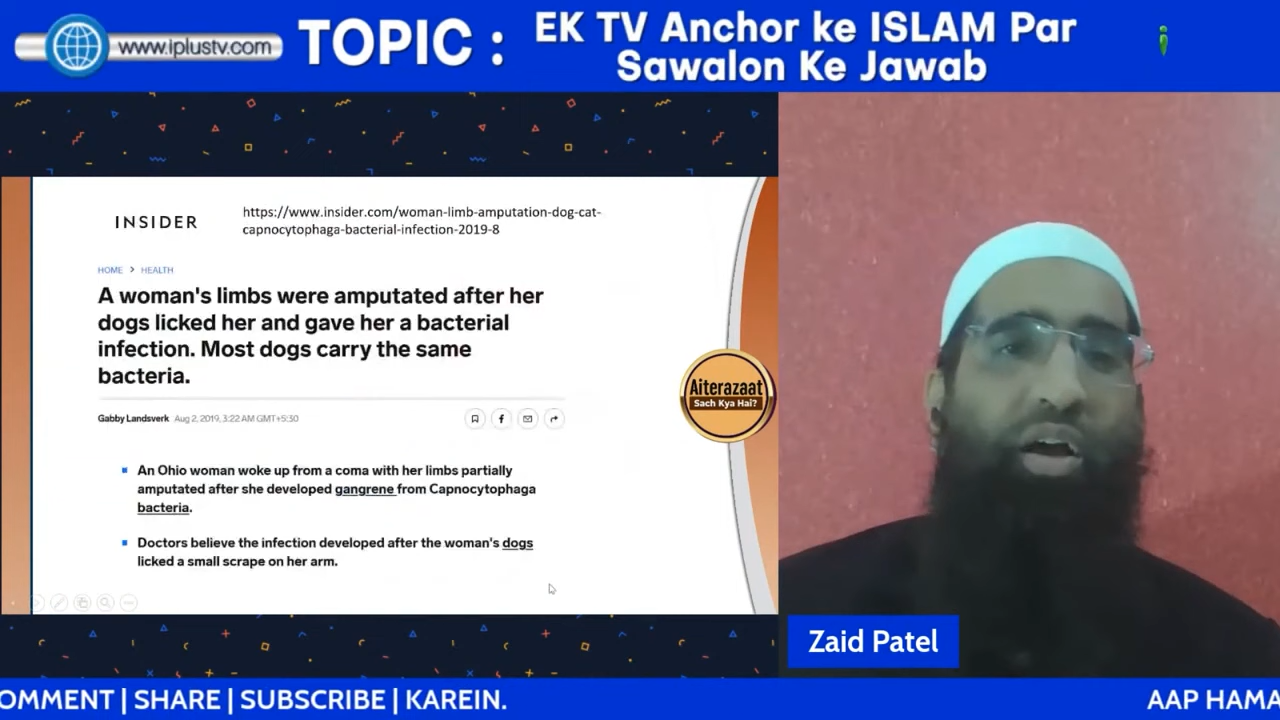 www.iplustv.com
TOPIC :
EK TV Anchor ke ISLAM Par
Sawalon Ke Jawab
INSIDER
https://www.insider.com/woman-limb-amputation-dog-cat-
capnocytophaga-bacterial-infection-2019-8
HOME > HEALTH
A woman's limbs were amputated after her
dogs licked her and gave her a bacterial
infection. Most dogs carry the same
bacteria.
Gabby Landsverk Aug 2, 2019, 3:22 AM GMT+5:30
An Ohio woman woke up from a coma with her limbs partially
amputated after she developed gangrene from Capnocytophaga
bacteria.
Doctors believe the infection developed after the woman's dogs
licked a small scrape on her arm.
Aiterazaat
Sach Kya Hai?
Zaid Patel
OMMENT | SHARE | SUBSCRIBE | KAREIN.
AAP HAMA